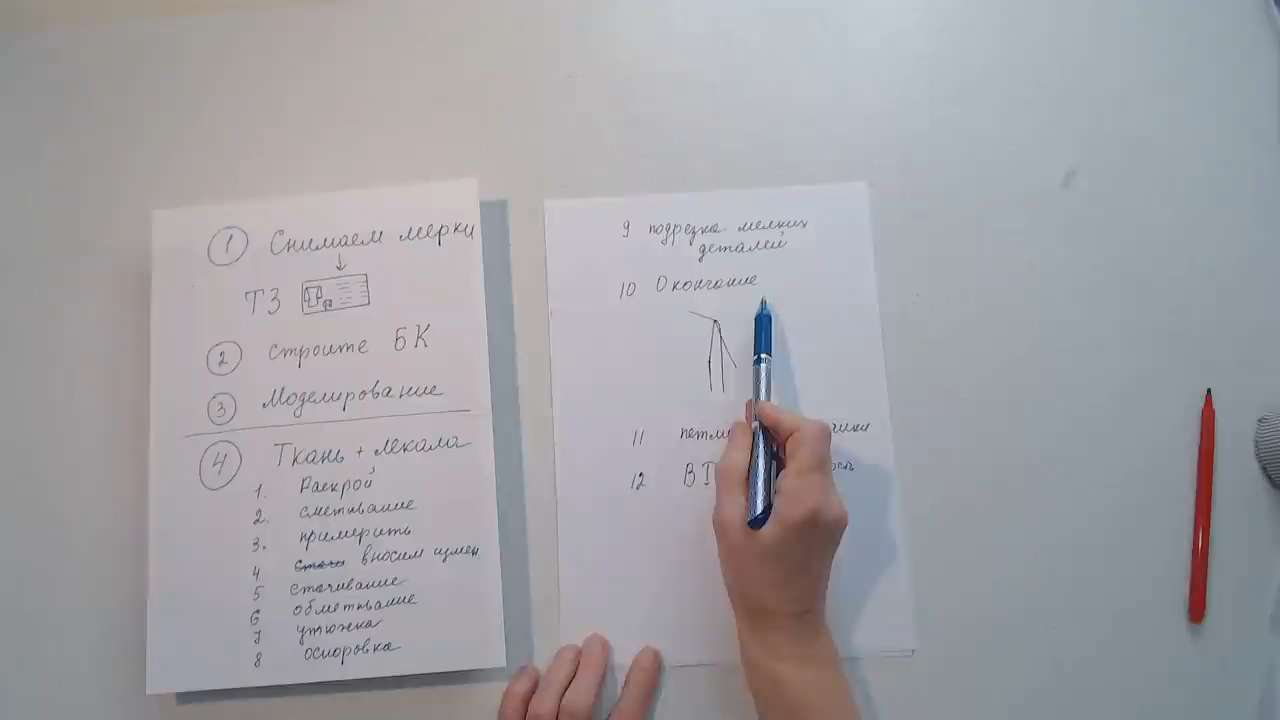 1 Снимаем мерки
ТЗ
2 Строите БК
3 Моделирование
4 Ткань + лекала
1. Раскрой
2. сметывание
3. примерить
4 вносим измен
5 стачивание
6 обметывание
7 утюжка
8 осноровка
9 подрезка мелких
деталей
10 Окончание
11
12